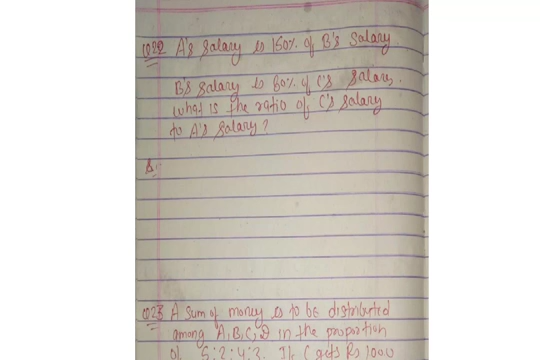 Q22 A's Salary is 150% of B's Salary
B's Salary is 80% of C's Salary.
What is the ratio of C's Salary
to A's Salary?
S:-
Q23 A sum of money is to be distributed
among A, B, C, D in the proportion
of 5:2:4:3. If C gets Rs 1000